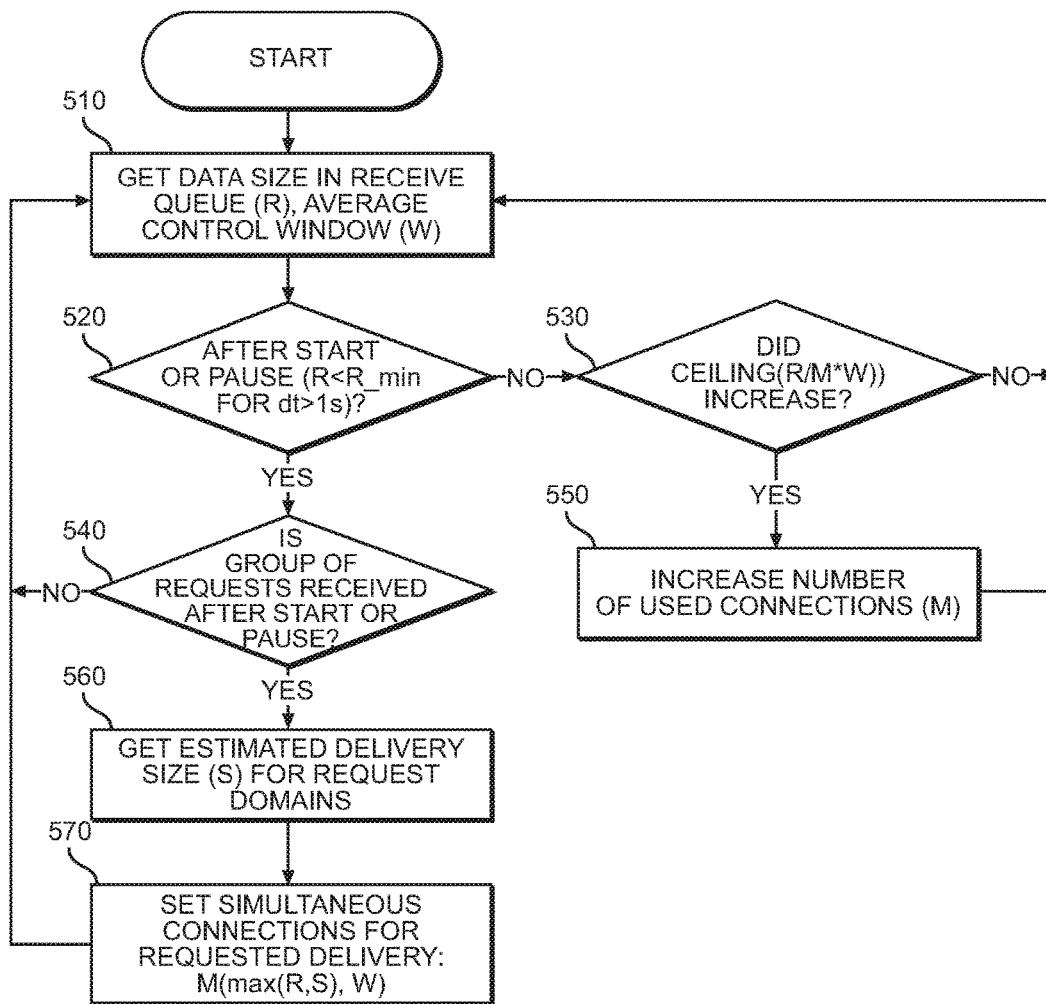 START
510
GET DATA SIZE IN RECEIVE
QUEUE (R), AVERAGE
CONTROL WINDOW (W)
520
AFTER START
OR PAUSE (R<R_min
FOR dt>1s)?
NO
530
DID
CEILING(R/M*W))
INCREASE?
NO
YES
YES
540
IS
GROUP OF
REQUESTS RECEIVED
AFTER START OR
PAUSE?
NO
550
INCREASE NUMBER
OF USED CONNECTIONS (M)
YES
560
GET ESTIMATED DELIVERY
SIZE (S) FOR REQUEST
DOMAINS
570
SET SIMULTANEOUS
CONNECTIONS FOR
REQUESTED DELIVERY:
M(max(R,S), W)